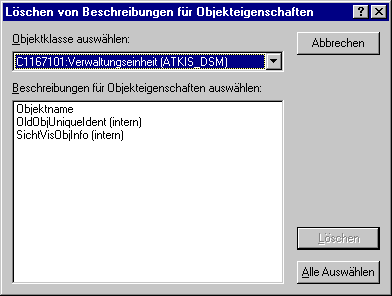 Löschen von Beschreibungen für Objekteigenschaften
Objektklasse auswählen:
Abbrechen
C1167101:Verwaltungseinheit (ATKIS_DSM)
Beschreibungen für Objekteigenschaften auswählen:
Objektname
OldObjUniqueIdent (intern)
SichtVisObjInfo (intern)
Löschen
Alle Auswählen